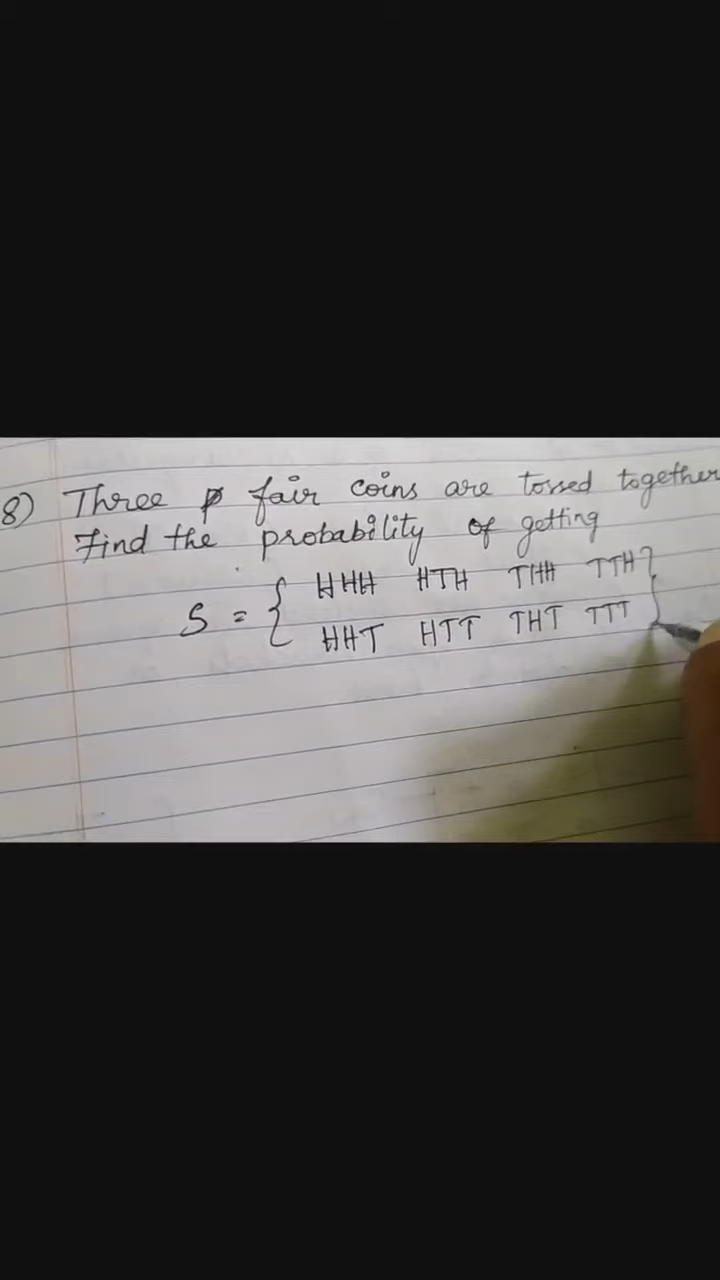 8) Three fair coins are tossed together
Find the probability of getting
S = { HHH HTH THH TTH }
HHT HTT THT TTT